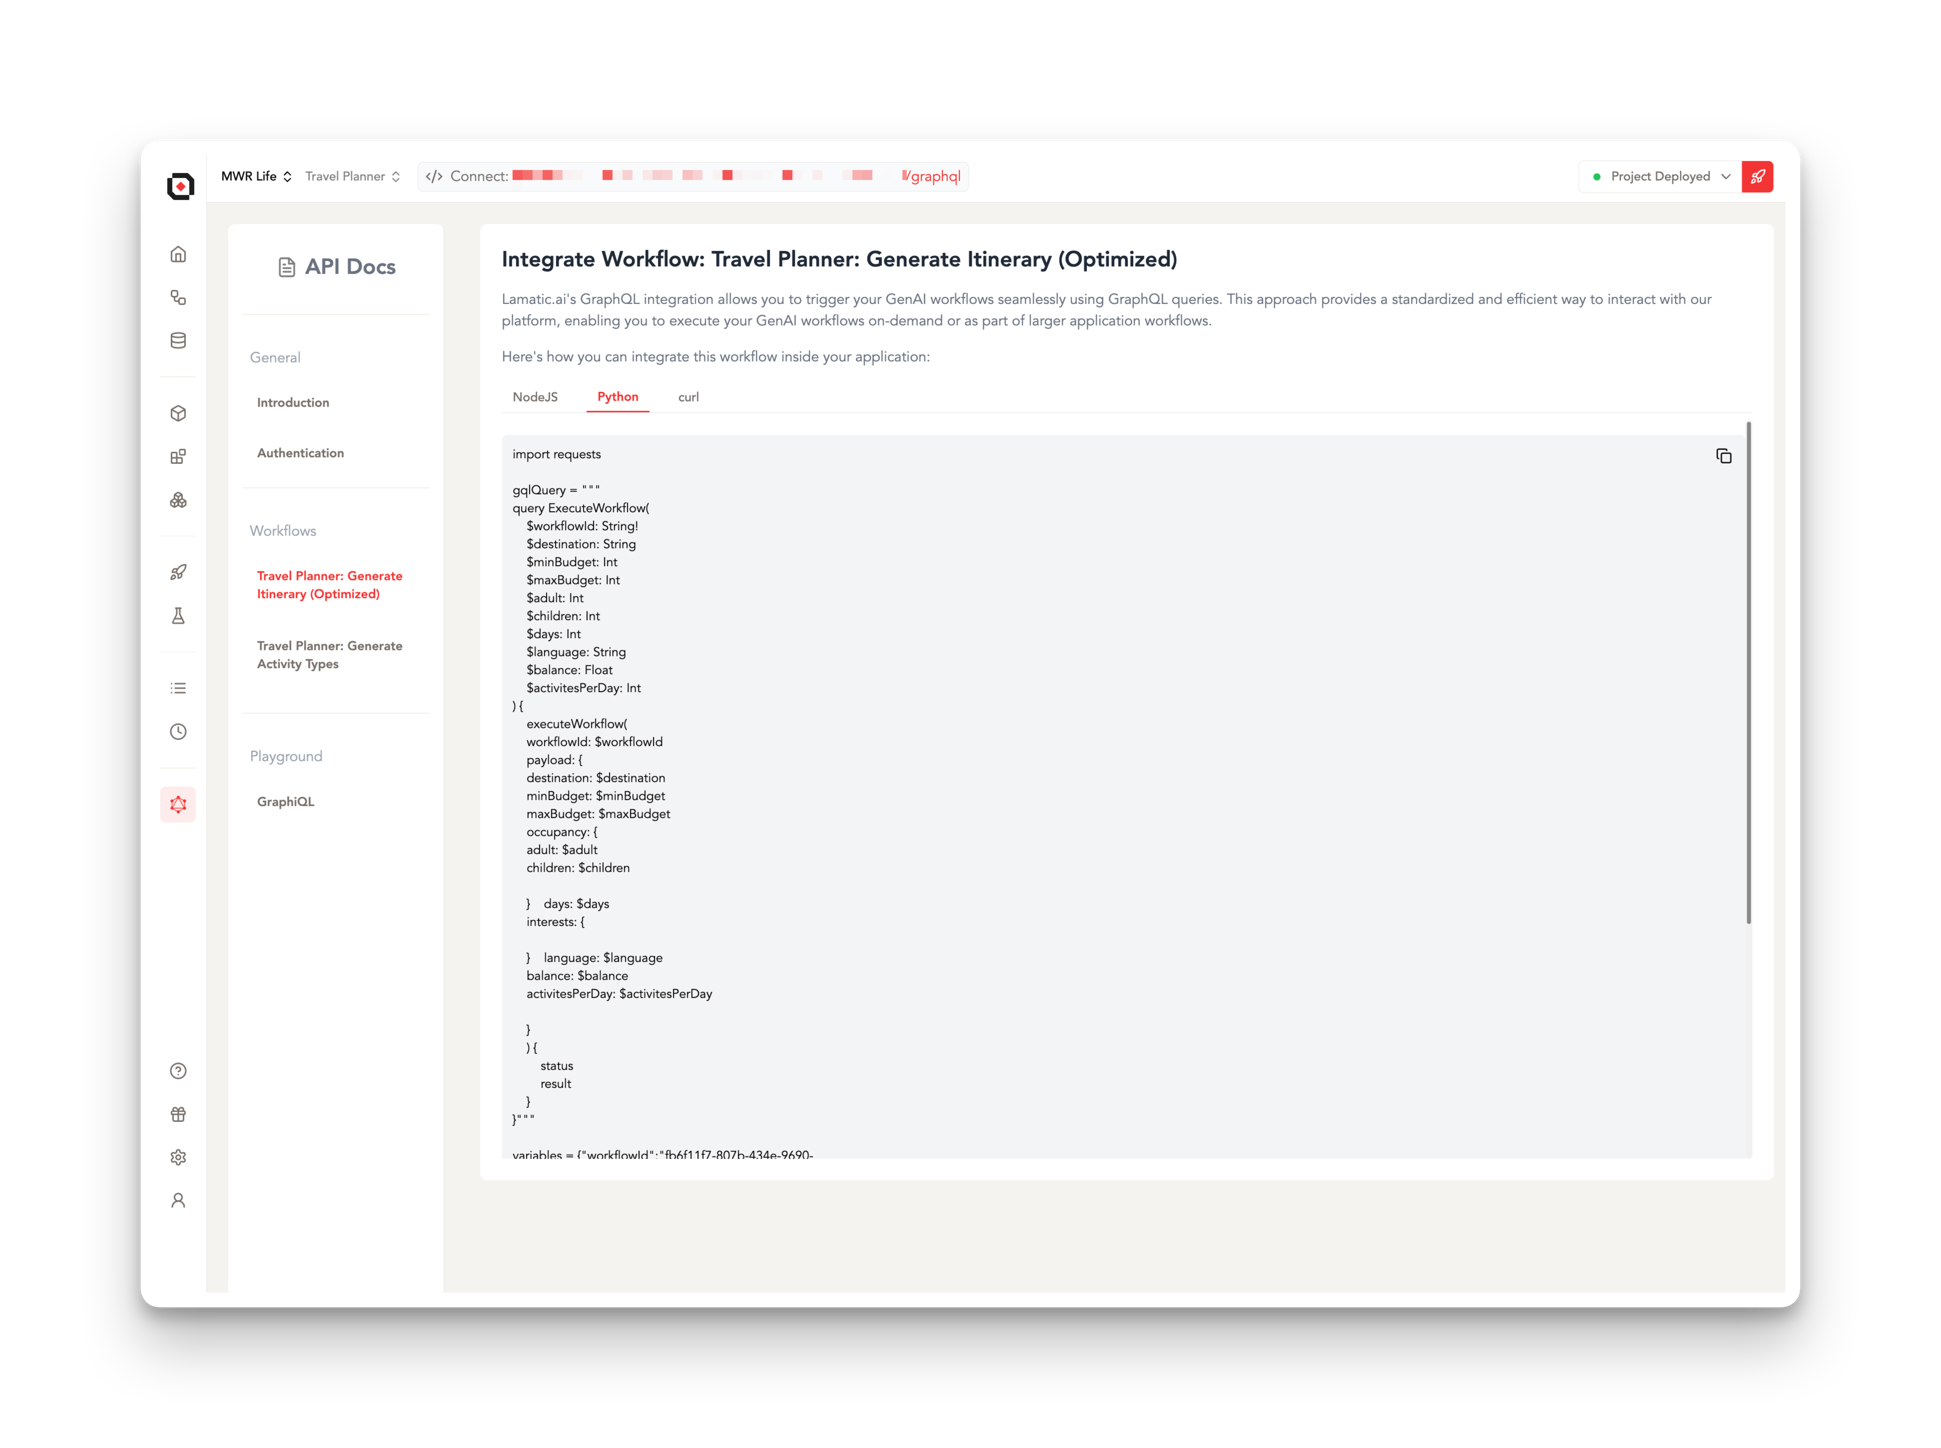 MWR Life
Travel Planner
</> Connect:
/graphql
Project Deployed
API Docs
General
Introduction
Authentication
Workflows
Travel Planner: Generate
Itinerary (Optimized)
Travel Planner: Generate
Activity Types
Playground
GraphiQL
Integrate Workflow: Travel Planner: Generate Itinerary (Optimized)
Lamatic.ai's GraphQL integration allows you to trigger your GenAI workflows seamlessly using GraphQL queries. This approach provides a standardized and efficient way to interact with our
platform, enabling you to execute your GenAI workflows on-demand or as part of larger application workflows.
Here's how you can integrate this workflow inside your application:
NodeJS
Python
curl
import requests
gqlQuery = """
query ExecuteWorkflow(
$workflowId: String!
$destination: String
$minBudget: Int
$maxBudget: Int
$adult: Int
$children: Int
$days: Int
$language: String
$balance: Float
$activitesPerDay: Int
) {
executeWorkflow(
workflowId: $workflowId
payload: {
destination: $destination
minBudget: $minBudget
maxBudget: $maxBudget
occupancy: {
adult: $adult
children: $children
} days: $days
interests: {
} language: $language
balance: $balance
activitesPerDay: $activitesPerDay
}
) {
status
result
}
}"""
variables = {"workflowId":"fb6f11f7-807b-434e-9690-